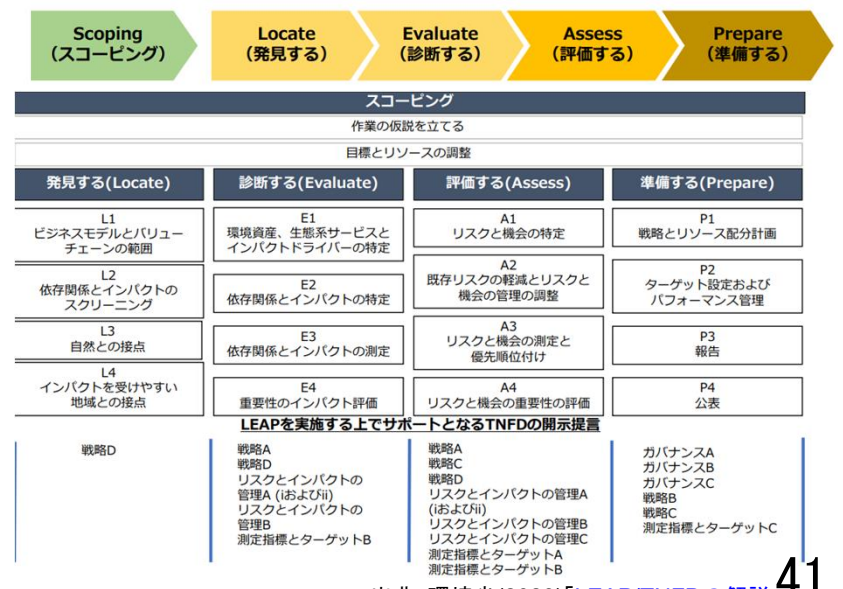 Scoping
(スコーピング)
Locate
(発見する)
Evaluate
(診断する)
Assess
(評価する)
Prepare
(準備する)
スコーピング
作業の仮説を立てる
目標とリソースの調整
発見する(Locate)
L1
ビジネスモデルとバリュー
チェーンの範囲
L2
依存関係とインパクトの
スクリーニング
L3
自然との接点
L4
インパクトを受けやすい
地域との接点
診断する(Evaluate)
E1
環境資産、生態系サービスと
インパクトドライバーの特定
E2
依存関係とインパクトの特定
E3
依存関係とインパクトの測定
E4
重要性のインパクト評価
評価する(Assess)
A1
リスクと機会の特定
A2
既存リスクの軽減とリスクと
機会の管理の調整
A3
リスクと機会の測定と
優先順位付け
A4
リスクと機会の重要性の評価
準備する(Prepare)
P1
戦略とリソース配分計画
P2
ターゲット設定および
パフォーマンス管理
P3
報告
P4
公表
LEAPを実施する上でサポートとなるTNFDの開示提言
戦略D
戦略A
戦略D
リスクとインパクトの
管理A (iおよびii)
リスクとインパクトの
管理B
測定指標とターゲットB
戦略A
戦略C
戦略D
リスクとインパクトの管理A
(iおよびii)
リスクとインパクトの管理B
リスクとインパクトの管理C
測定指標とターゲットA
測定指標とターゲットB
ガバナンスA
ガバナンスB
ガバナンスC
戦略B
戦略C
測定指標とターゲットC
41